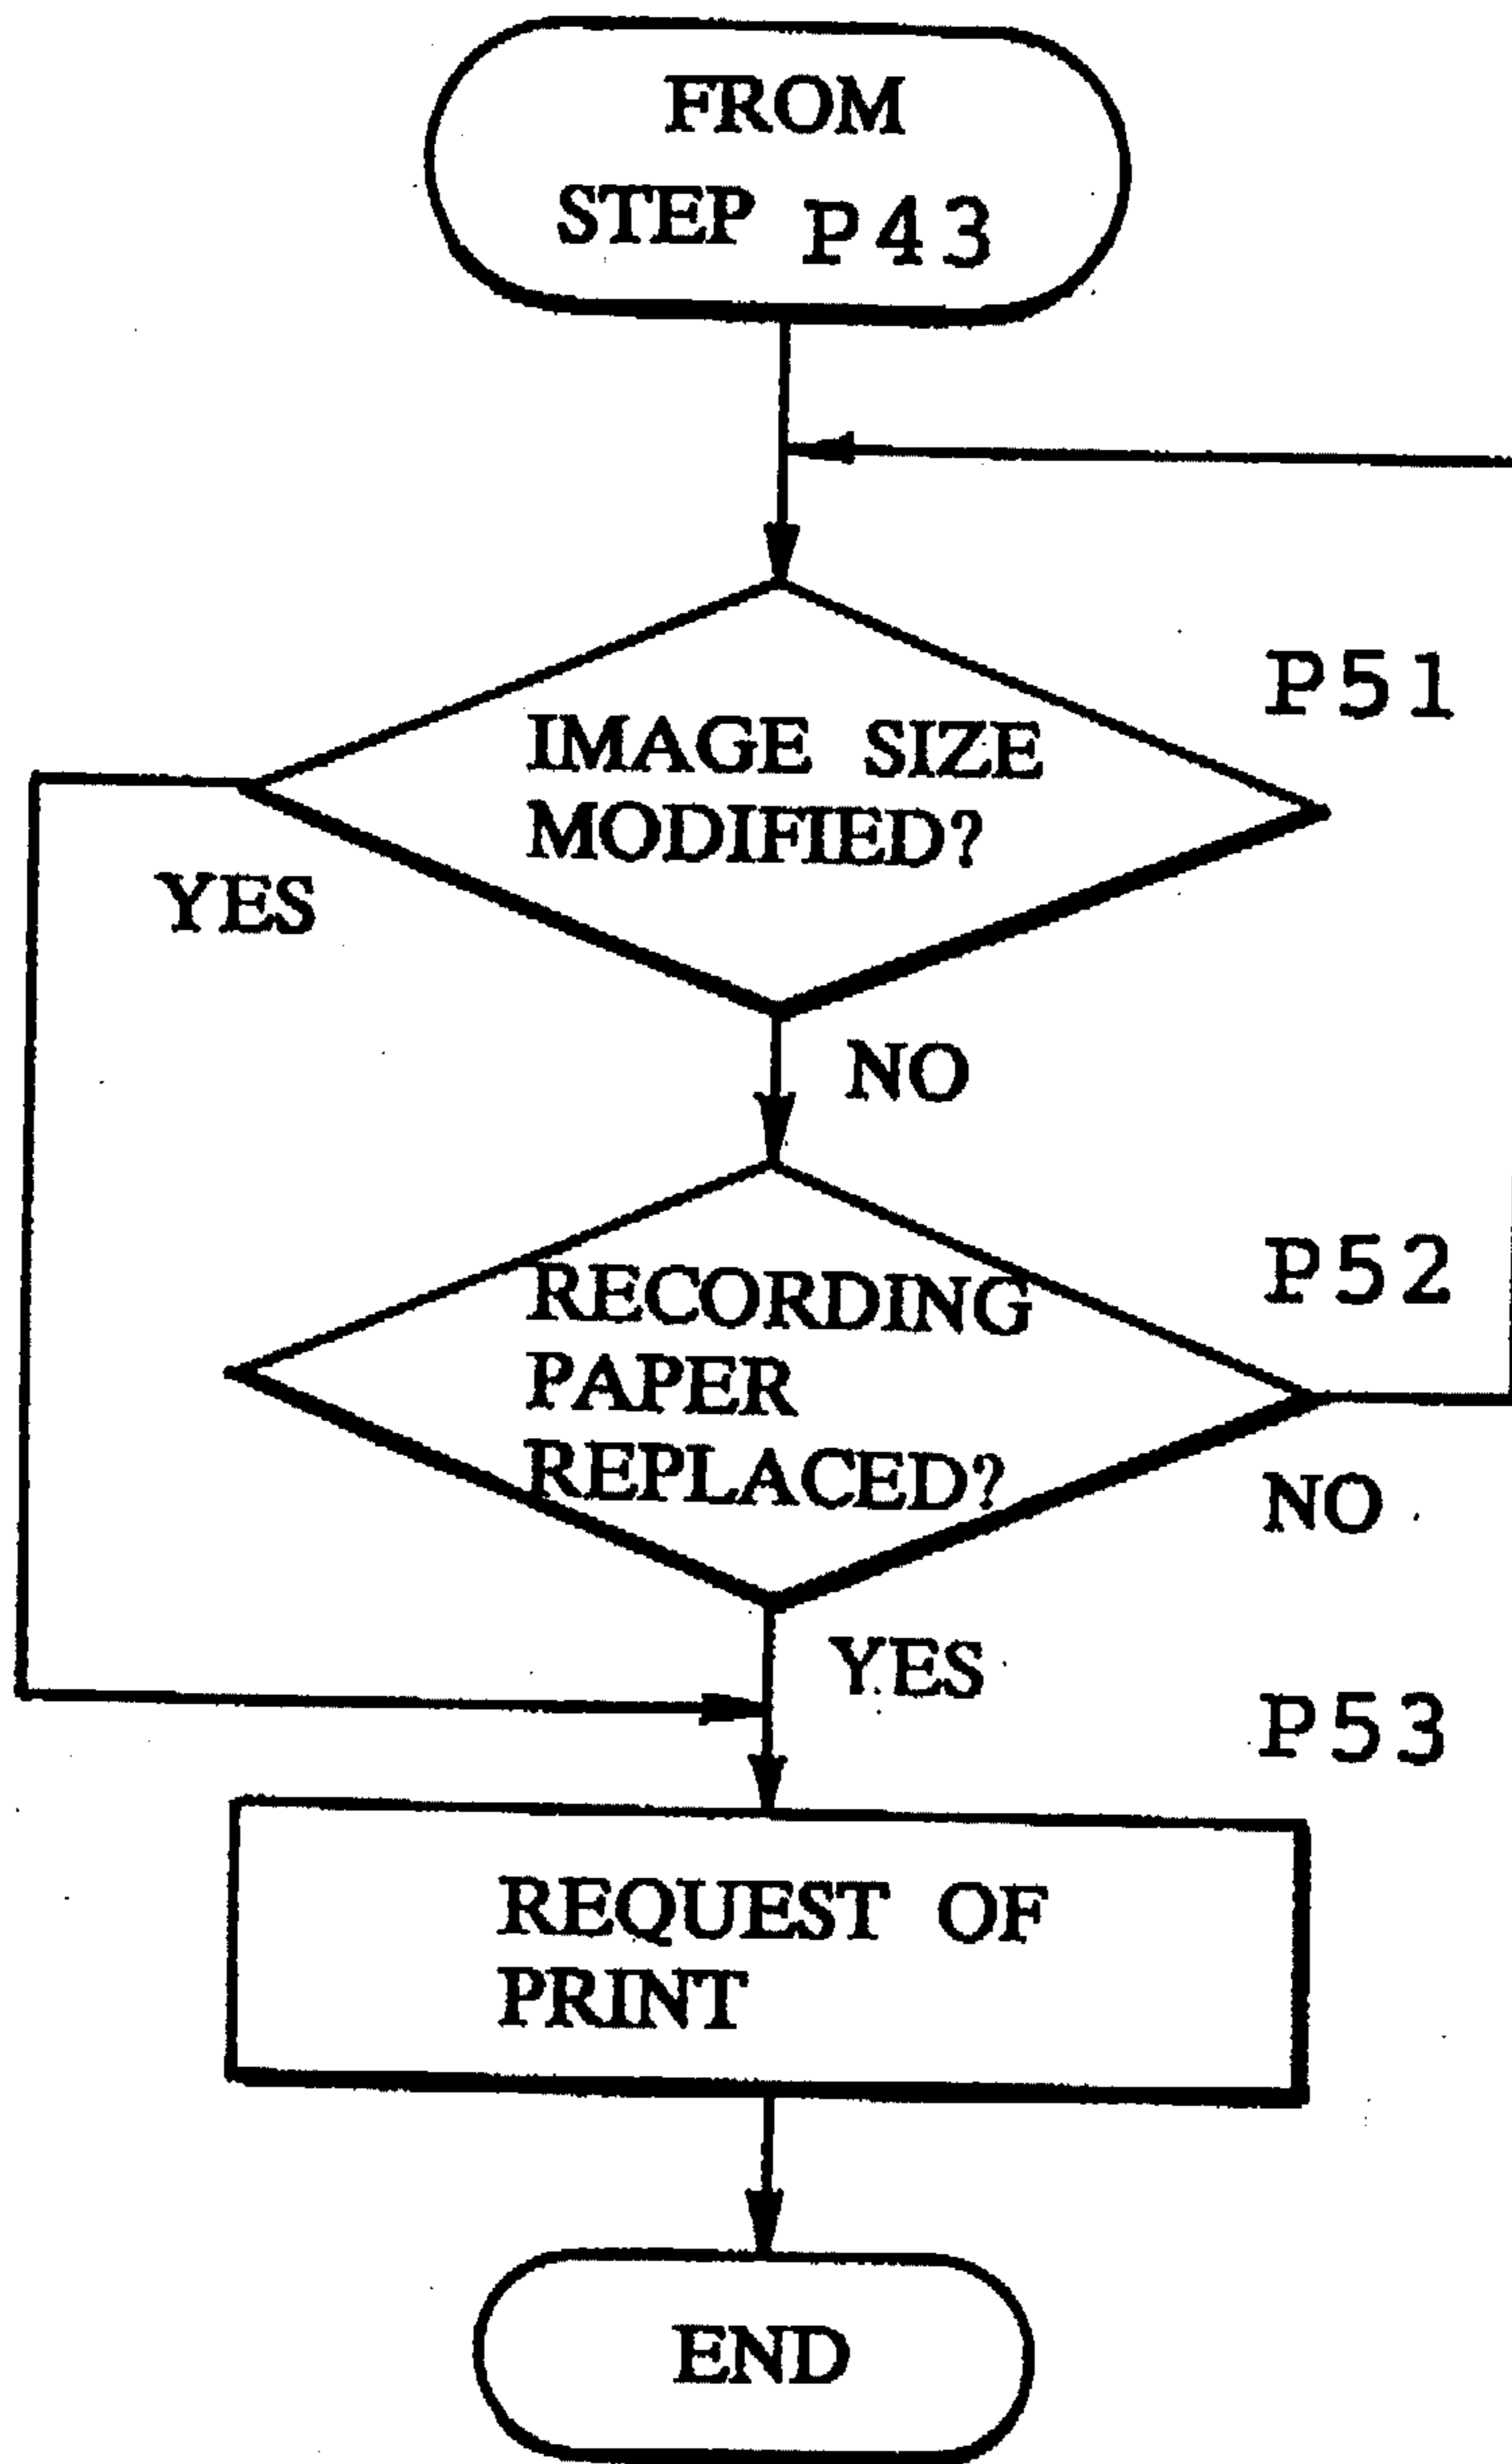 FROM
STEP P43
P51
IMAGE SIZE
MODIFIED?
YES
NO
P52
RECORDING
PAPER
REPLACED?
NO
YES
P53
REQUEST OF
PRINT
END